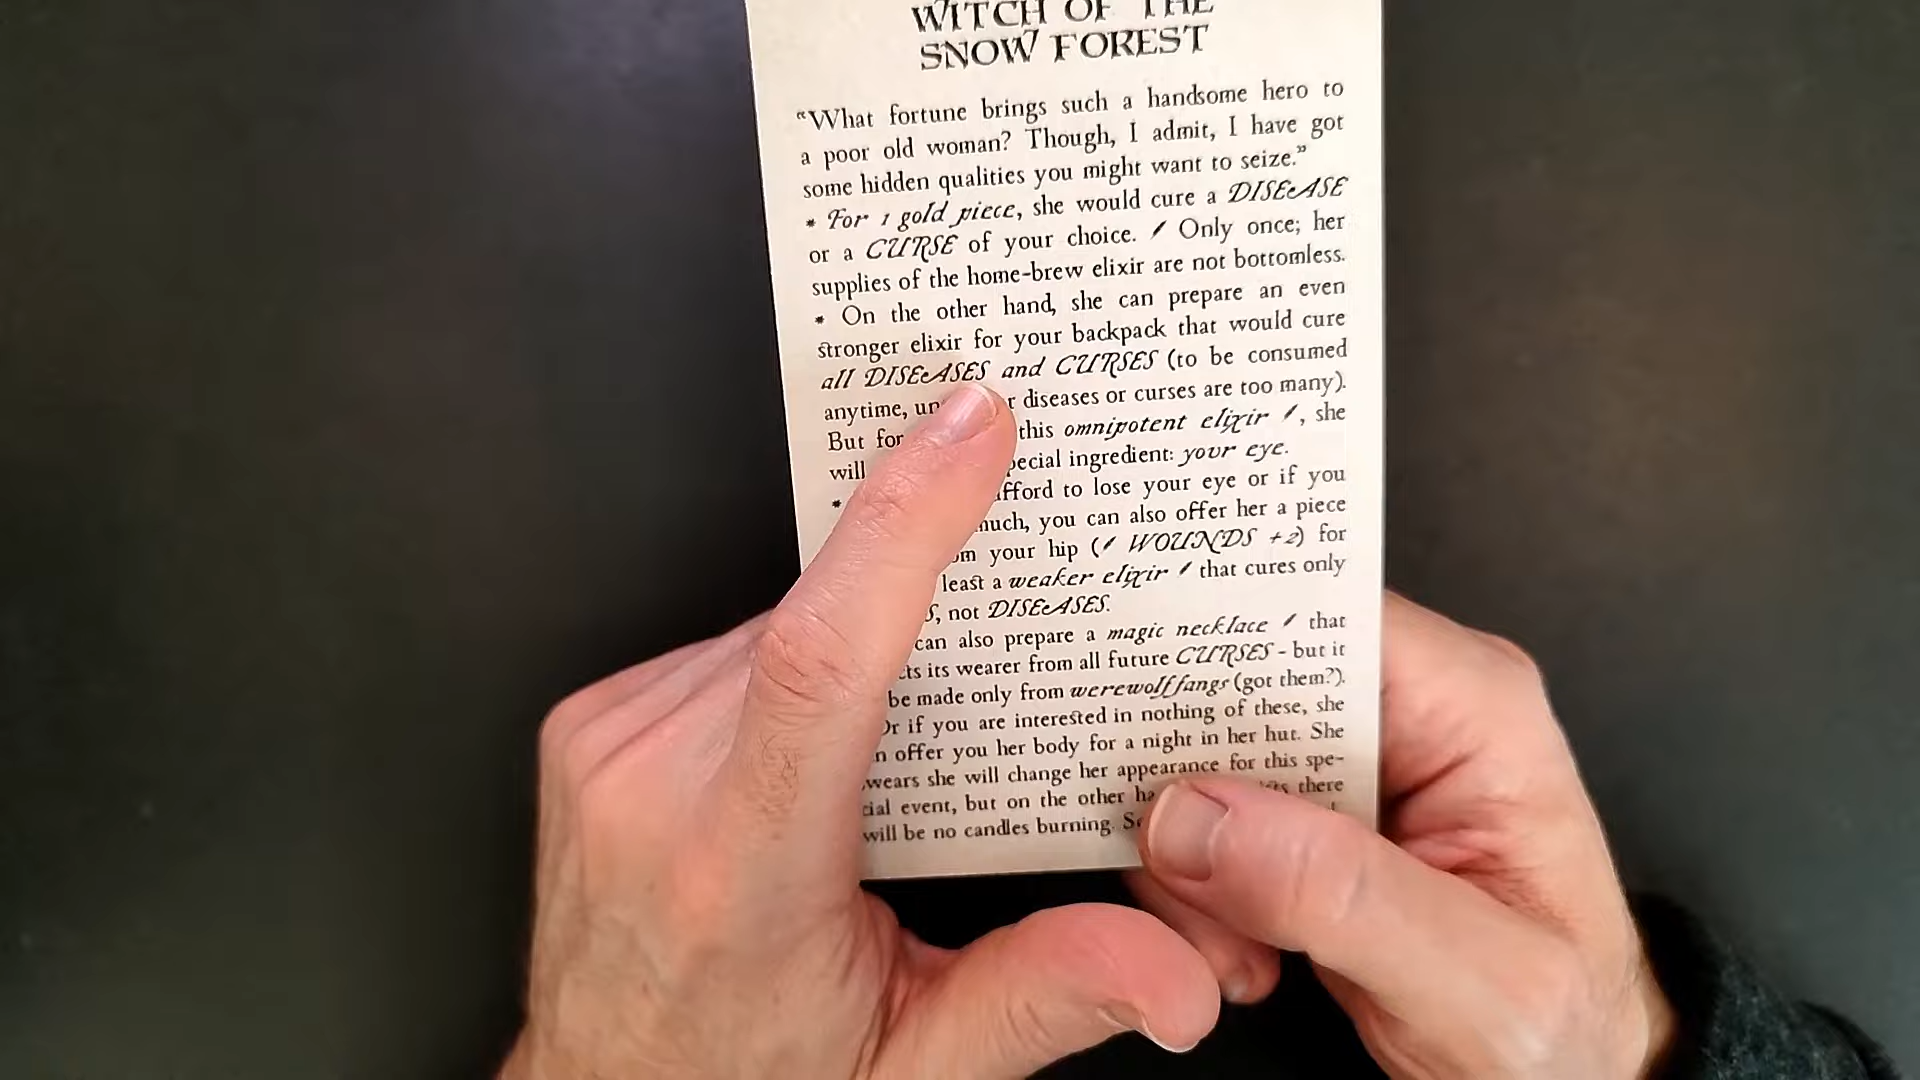 WITCH OF THE
SNOW FOREST
“What fortune brings such a handsome hero to
a poor old woman? Though, I admit, I have got
some hidden qualities you might want to seize.”
* For 1 gold piece, she would cure a DISEASE
or a CURSE of your choice. Only once; her
supplies of the home-brew elixir are not bottomless.
* On the other hand, she can prepare an even
stronger elixir for your backpack that would cure
all DISEASES and CURSES (to be consumed
anytime, diseases or curses are too many).
But for this omnipotent elixir , she
will ingredient: your eye.
* to lose your eye or if you
you can also offer her a piece
your hip ( WOUNDS +2) for
least a weaker elixir that cures only
not DISEASES.
can also prepare a magic necklace that
its wearer from all future CURSES - but it
be made only from werewolf fangs (got them?).
if you are interested in nothing of these, she
offer you her body for a night in her hut. She
she will change her appearance for this spe-
cial event, but on the other there
will be no candles burning.